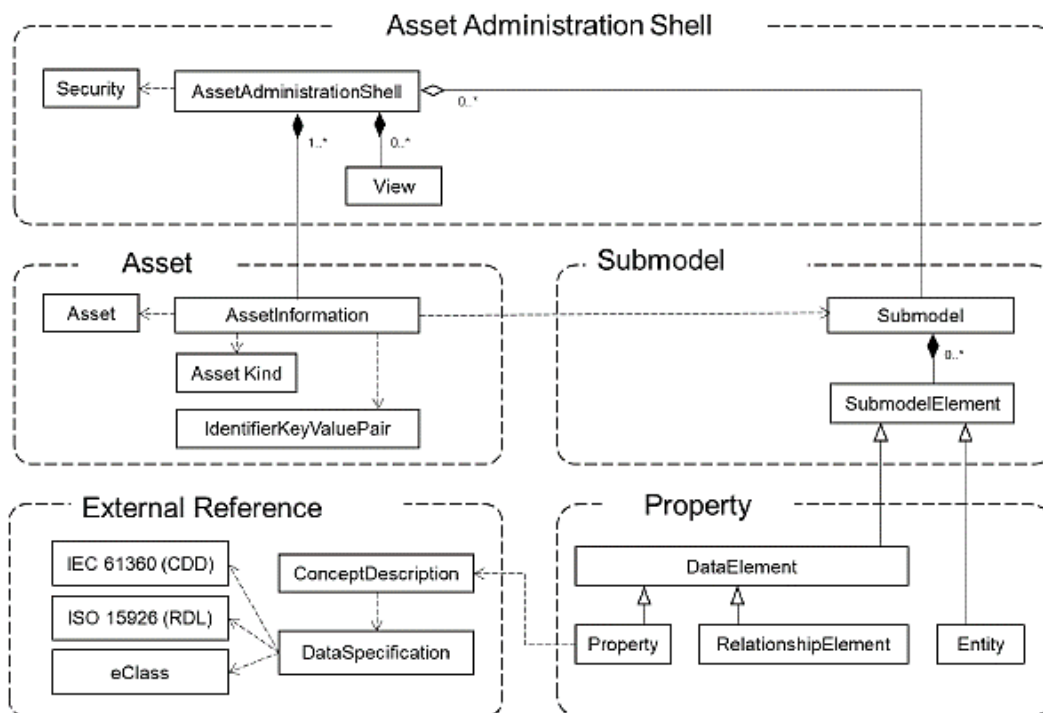 Asset Administration Shell
Security
AssetAdministrationShell
0..*
1..*
0..*
View
Asset
Submodel
Asset
AssetInformation
Submodel
0..*
Asset Kind
SubmodelElement
IdentifierKeyValuePair
External Reference
Property
IEC 61360 (CDD)
ConceptDescription
DataElement
ISO 15926 (RDL)
Property
RelationshipElement
Entity
DataSpecification
eClass